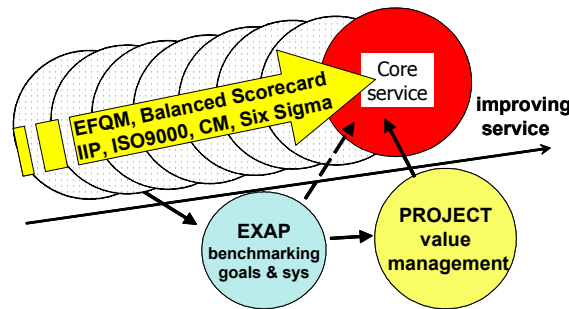 EFQM, Balanced Scorecard
IIP, ISO9000, CM, Six Sigma
Core
service
improving
service
EXAP
benchmarking
goals & sys
PROJECT
value
management